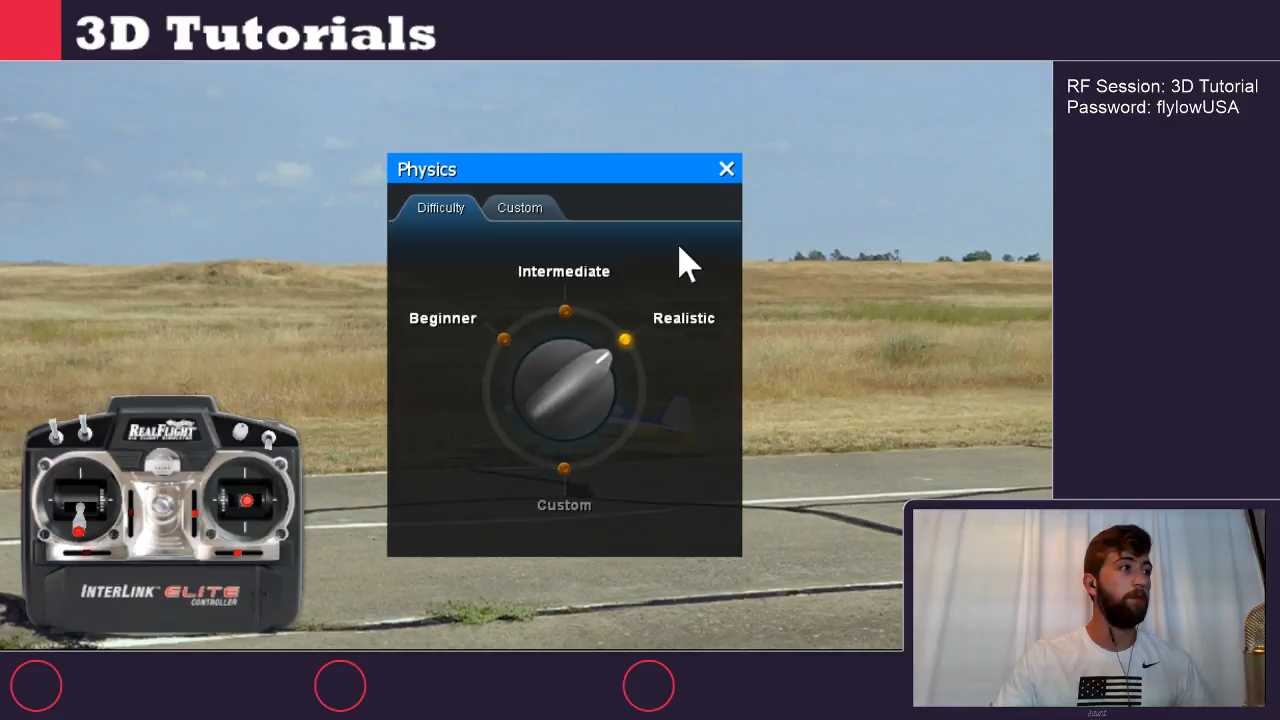 3D Tutorials
RF Session: 3D Tutorial
Password: flylowUSA
Physics
Difficulty
Custom
Intermediate
Beginner
Realistic
Custom
REALFLIGHT
INTERLINK ELITE
CONTROLLER